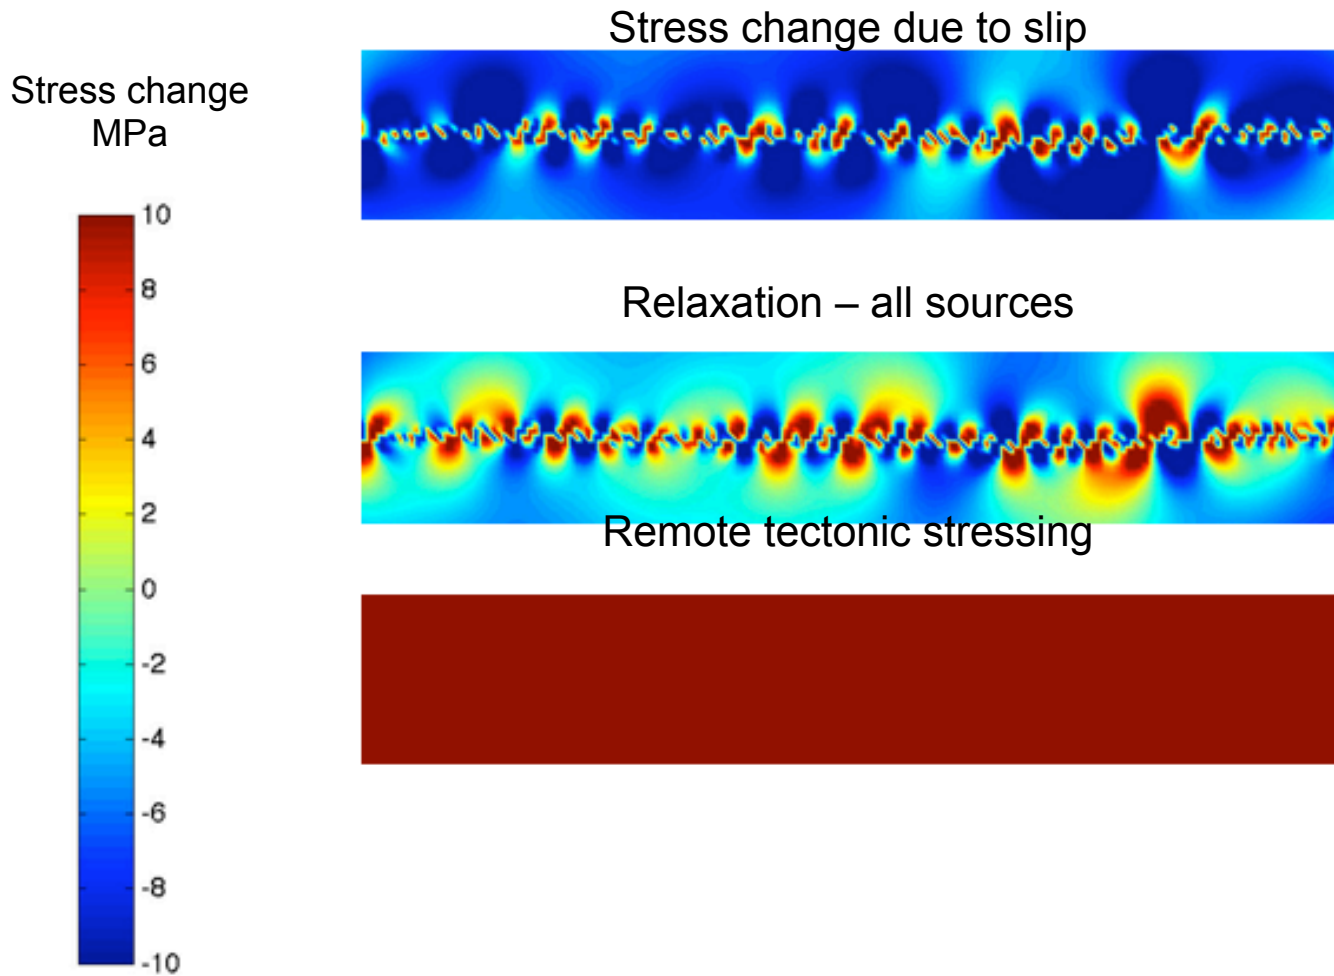 Stress change due to slip
Stress change
MPa
10
8
6
4
2
0
-2
-4
-6
-8
-10
Relaxation – all sources
Remote tectonic stressing